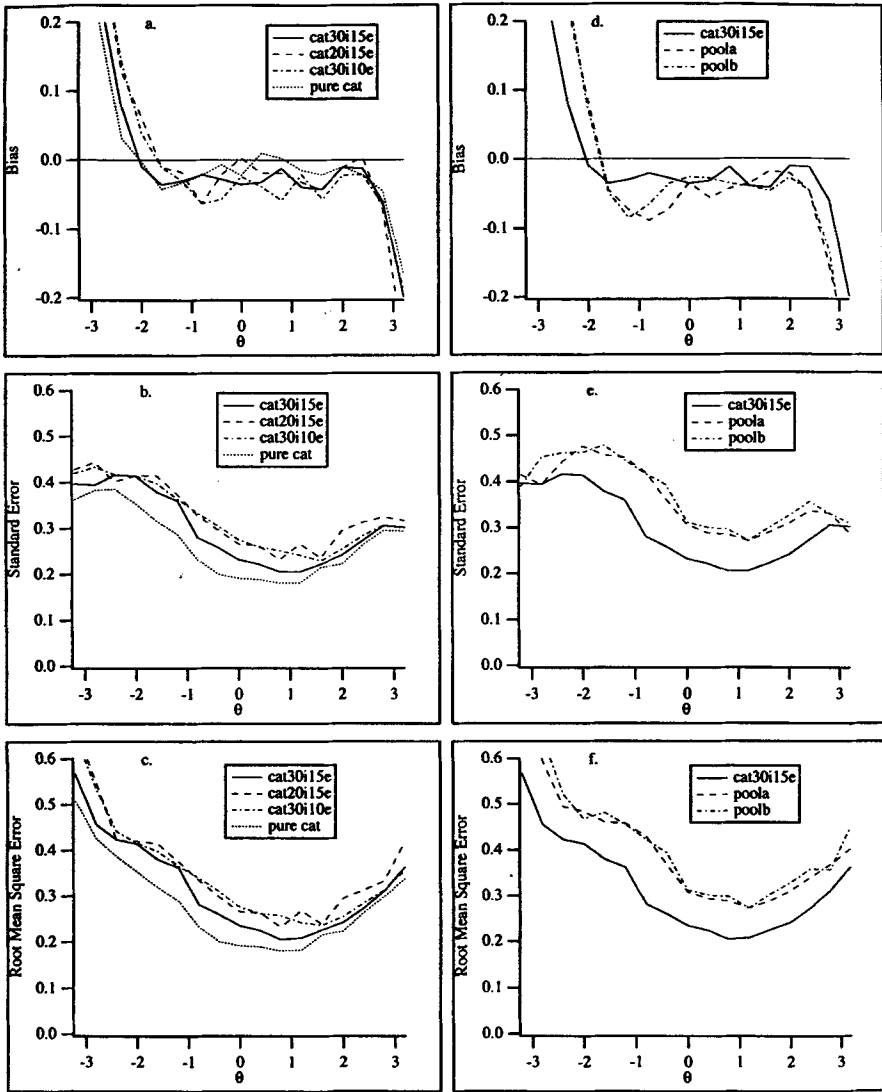 a.
cat30i15e
cat20i15e
cat30i10e
pure cat
0.2
0.1
0.0
-0.1
-0.2
Bias
-3 -2 -1 0 1 2 3
θ
d.
cat30i15e
poola
poolb
0.2
0.1
0.0
-0.1
-0.2
Bias
-3 -2 -1 0 1 2 3
θ
b.
cat30i15e
cat20i15e
cat30i10e
pure cat
0.6
0.5
0.4
0.3
0.2
0.1
0.0
Standard Error
-3 -2 -1 0 1 2 3
θ
e.
cat30i15e
poola
poolb
0.6
0.5
0.4
0.3
0.2
0.1
0.0
Standard Error
-3 -2 -1 0 1 2 3
θ
c.
cat30i15e
cat20i15e
cat30i10e
pure cat
0.6
0.5
0.4
0.3
0.2
0.1
0.0
Root Mean Square Error
-3 -2 -1 0 1 2 3
θ
f.
cat30i15e
poola
poolb
0.6
0.5
0.4
0.3
0.2
0.1
0.0
Root Mean Square Error
-3 -2 -1 0 1 2 3
θ